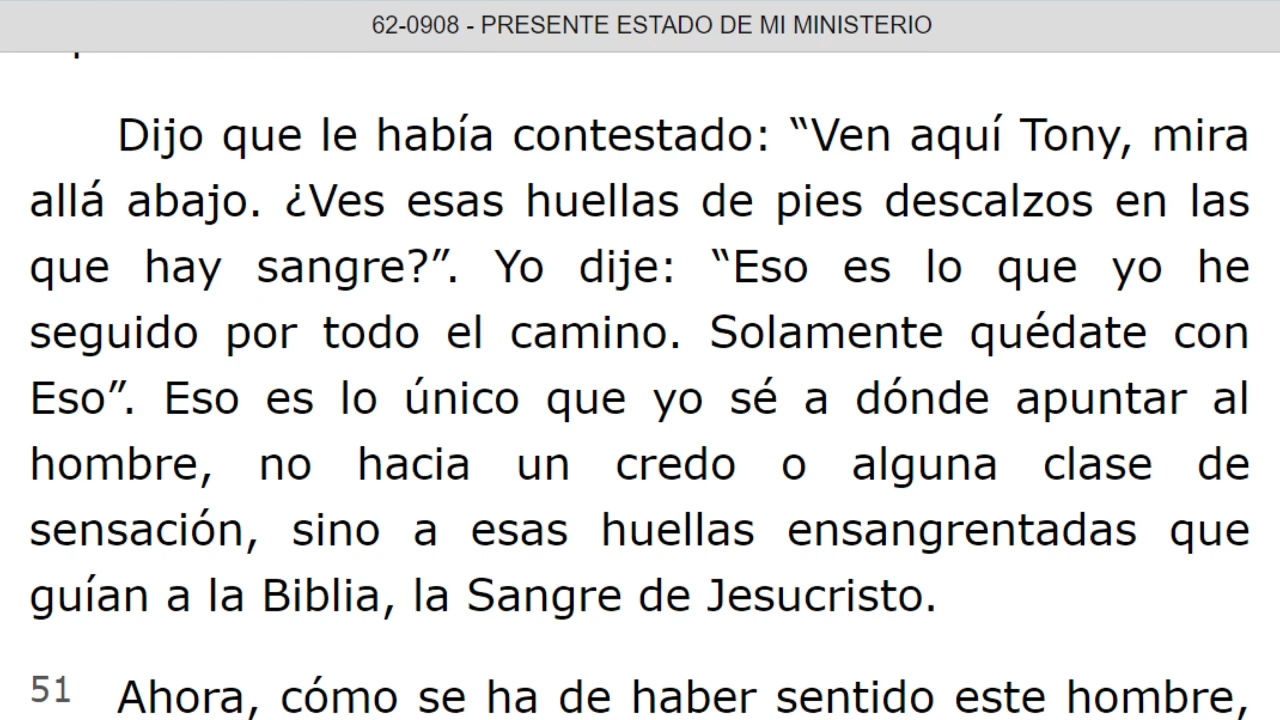 62-0908 - PRESENTE ESTADO DE MI MINISTERIO
Dijo que le había contestado: “Ven aquí Tony, mira
allá abajo. ¿Ves esas huellas de pies descalzos en las
que hay sangre?”. Yo dije: “Eso es lo que yo he
seguido por todo el camino. Solamente quédate con
Eso”. Eso es lo único que yo sé a dónde apuntar al
hombre, no hacia un credo o alguna clase de
sensación, sino a esas huellas ensangrentadas que
guían a la Biblia, la Sangre de Jesucristo.
51 Ahora, cómo se ha de haber sentido este hombre,